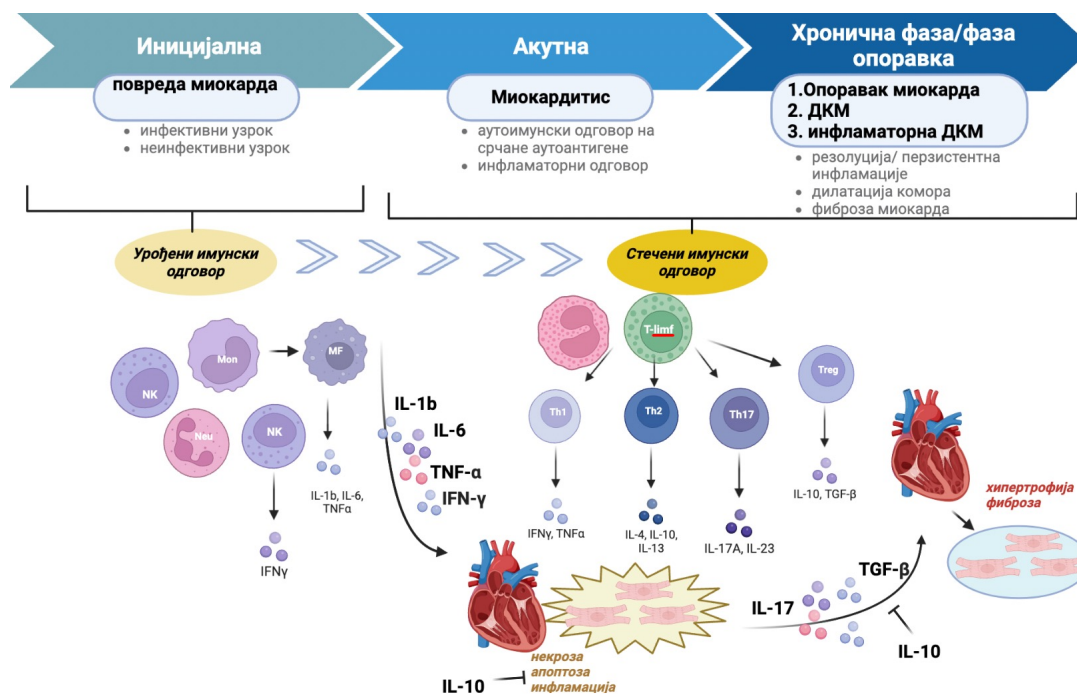 Иницијална
Акутна
Хронична фаза/фаза
опоравка
повреда миокарда
Миокардитис
1.Опоравак миокарда
2. ДКМ
3. инфламаторна ДКМ
• инфективни узрок
• неинфективни узрок
• аутоимунски одговор на
срчане аутоантигене
• инфламаторни одговор
• резолуција/ перзистентна
инфламације
• дилатација комора
• фиброза миокарда
Урођени имунски
одговор
Стечени имунски
одговор
NK
Mon
MF
Neu
NK
IL-1b, IL-6,
TNFα
IFNγ
IL-1b
IL-6
TNF-α
IFN-γ
T-limf
Th1
Th2
Th17
Treg
IFNγ, TNFα
IL-4, IL-10,
IL-13
IL-17A, IL-23
IL-10, TGF-β
хипертрофија
фиброза
TGF-β
IL-17
IL-10
IL-10
некроза
апоптоза
инфламација